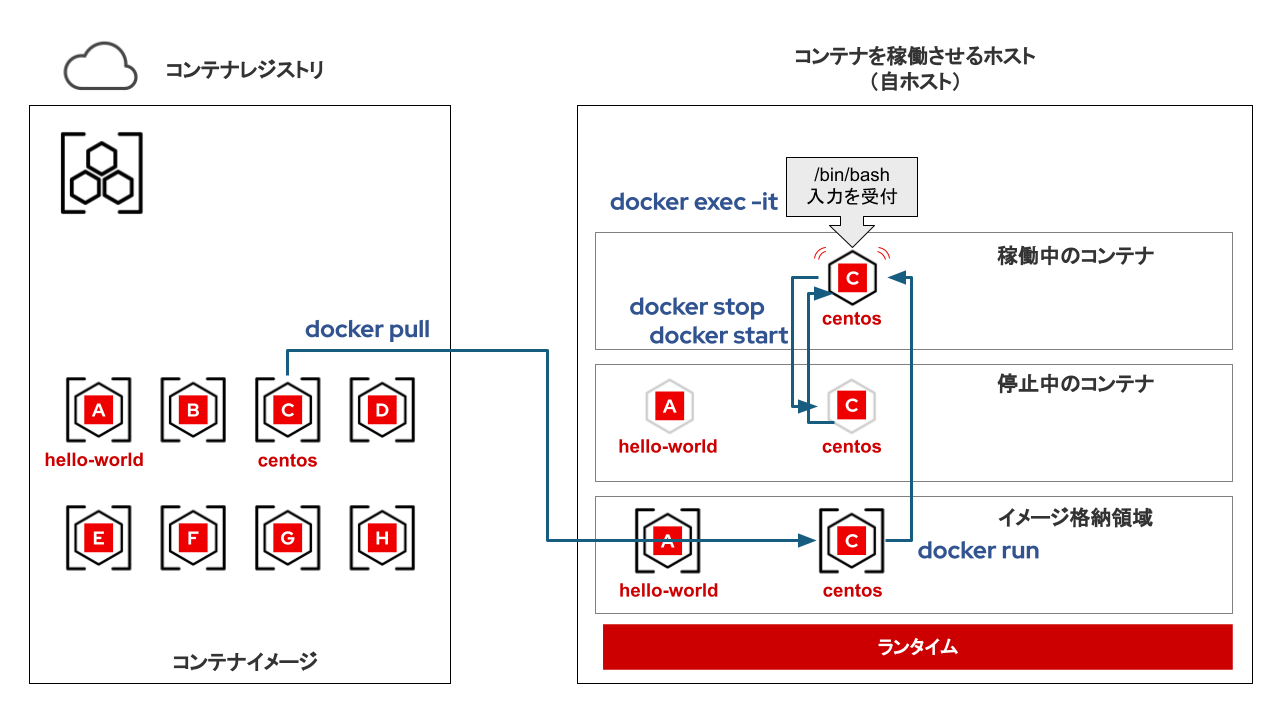 コンテナレジストリ
コンテナを稼働させるホスト
(自ホスト)
/bin/bash
入力を受付
docker exec -it
稼働中のコンテナ
C
centos
docker stop
docker start
docker pull
停止中のコンテナ
A
hello-world
C
centos
A
B
C
D
hello-world
centos
E
F
G
H
イメージ格納領域
A
hello-world
C
centos
docker run
コンテナイメージ
ランタイム